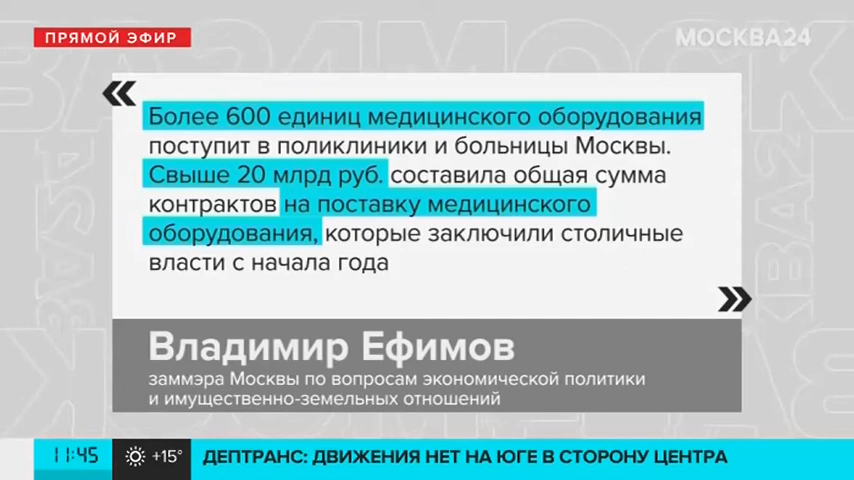 ПРЯМОЙ ЭФИР
МОСКВА24
Более 600 единиц медицинского оборудования
поступит в поликлиники и больницы Москвы.
Свыше 20 млрд руб. составила общая сумма
контрактов на поставку медицинского
оборудования, которые заключили столичные
власти с начала года
Владимир Ефимов
заммэра Москвы по вопросам экономической политики
и имущественно-земельных отношений
11:45
+15°
ДЕПТРАНС: ДВИЖЕНИЯ НЕТ НА ЮГЕ В СТОРОНУ ЦЕНТРА